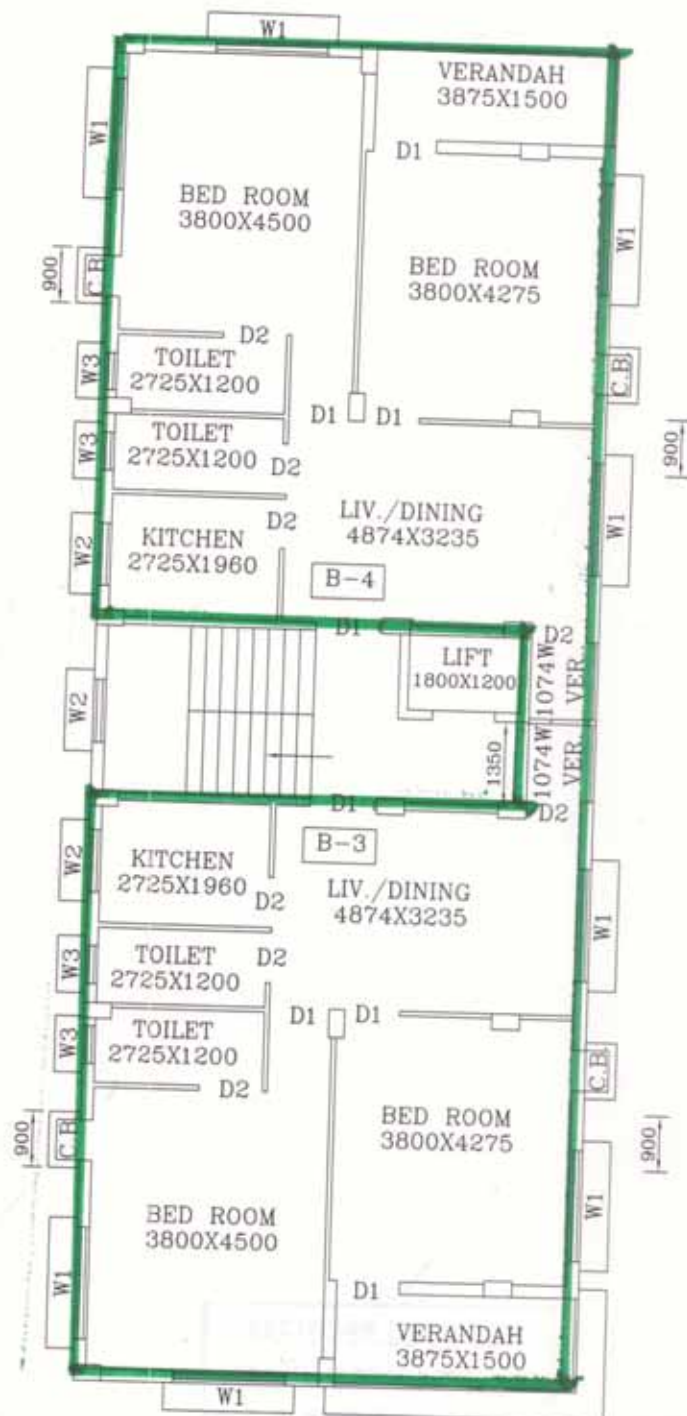 W1
VERANDAH
3875X1500
W1
D1
BED ROOM
3800X4500
W1
BED ROOM
3800X4275
900
C.B
D2
TOILET
2725X1200
W3
C.B
D1
D1
900
W3
TOILET
2725X1200
D2
D2
LIV./DINING
4874X3235
W1
W2
KITCHEN
2725X1960
B-4
D1
D2
LIFT
1800X1200
1074W.
VER.
W2
1350
1074W.
VER.
D1
D2
B-3
W2
KITCHEN
2725X1960
LIV./DINING
4874X3235
D2
W1
W3
TOILET
2725X1200
D2
D1
D1
W3
TOILET
2725X1200
D2
C.B
900
C.B
BED ROOM
3800X4275
900
BED ROOM
3800X4500
W1
W1
D1
VERANDAH
3875X1500
W1